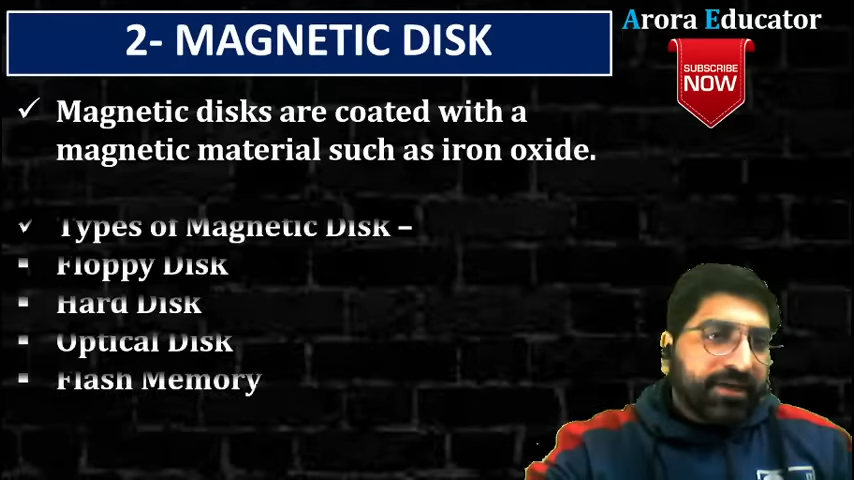 2- MAGNETIC DISK
Arora Educator
SUBSCRIBE
NOW
Magnetic disks are coated with a
magnetic material such as iron oxide.
Types of Magnetic Disk –
Floppy Disk
Hard Disk
Optical Disk
Flash Memory